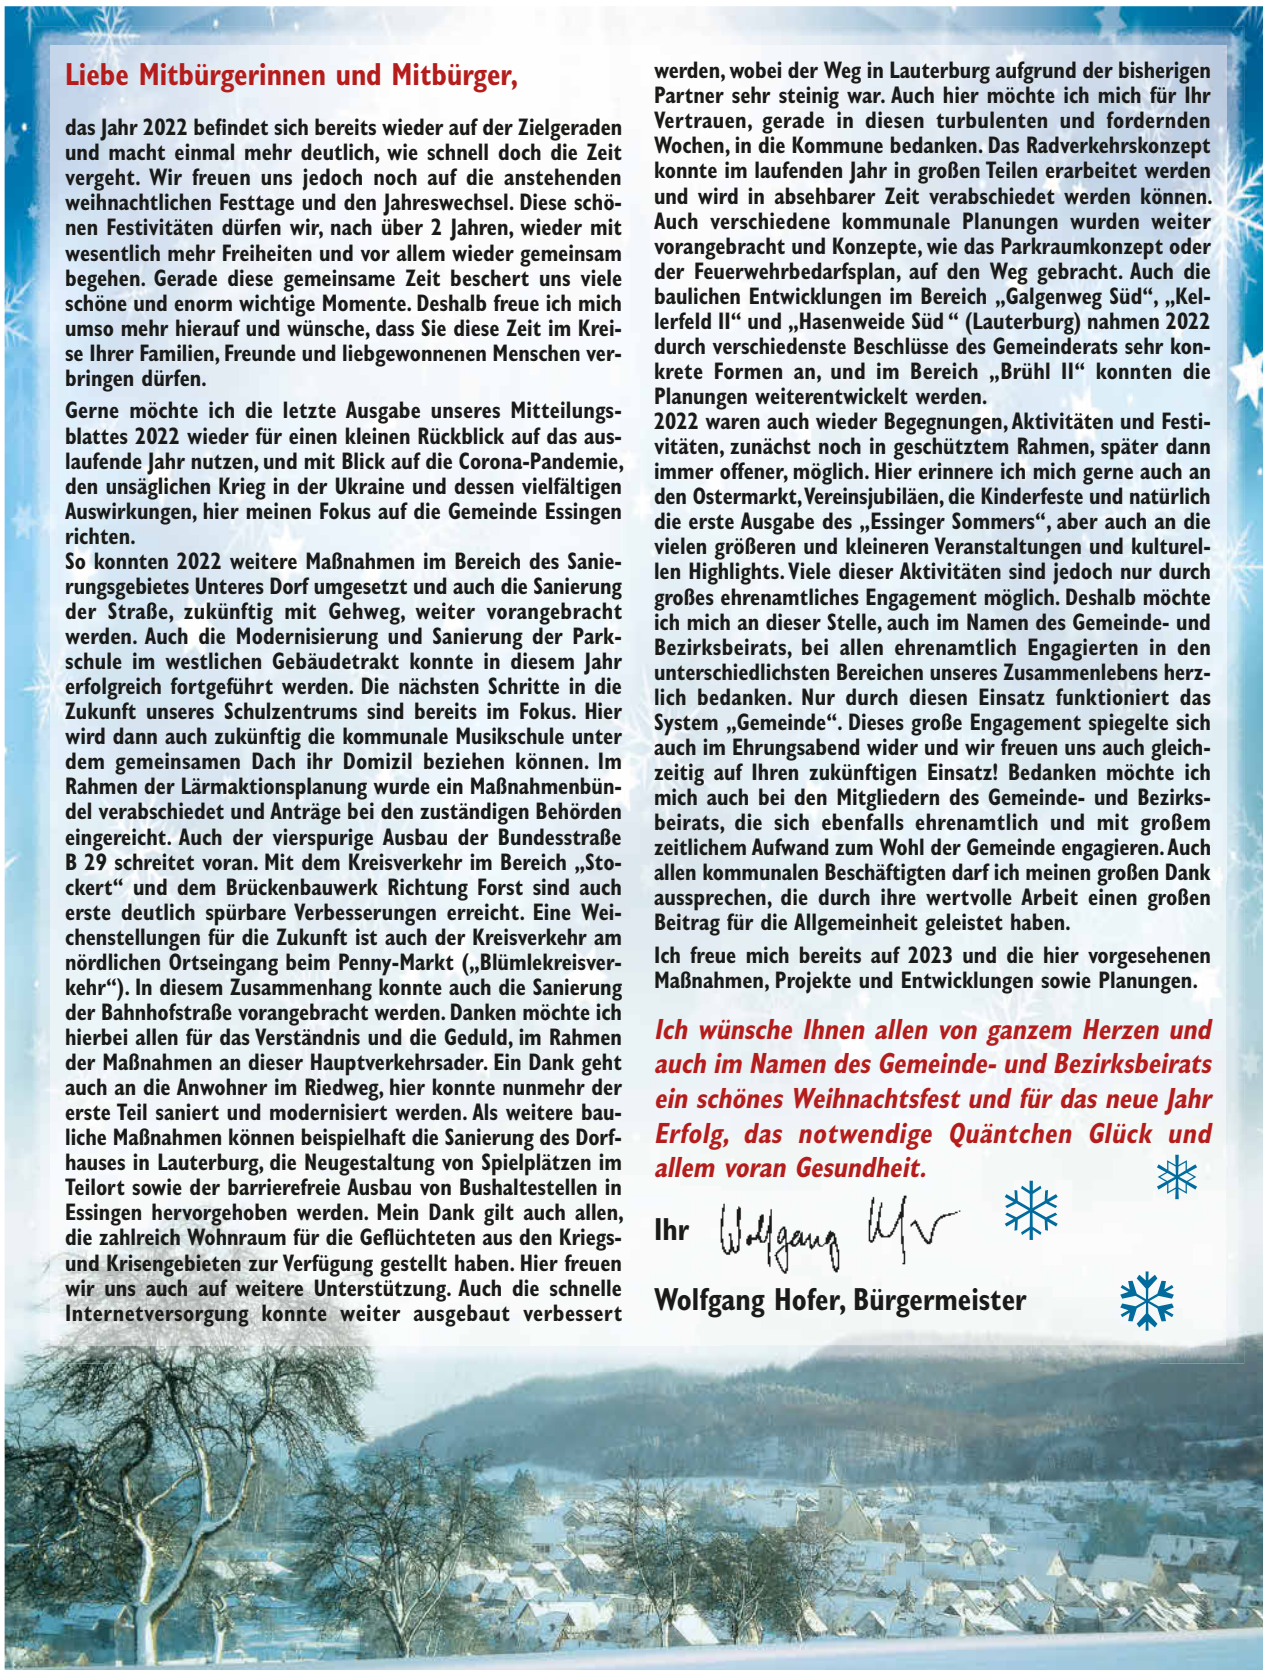 Liebe Mitbürgerinnen und Mitbürger,
das Jahr 2022 befindet sich bereits wieder auf der Zielgeraden
und macht einmal mehr deutlich, wie schnell doch die Zeit
vergeht. Wir freuen uns jedoch noch auf die anstehenden
weihnachtlichen Festtage und den Jahreswechsel. Diese schö-
nen Festivitäten dürfen wir, nach über 2 Jahren, wieder mit
wesentlich mehr Freiheiten und vor allem wieder gemeinsam
begehen. Gerade diese gemeinsame Zeit beschert uns viele
schöne und enorm wichtige Momente. Deshalb freue ich mich
umso mehr hierauf und wünsche, dass Sie diese Zeit im Krei-
se Ihrer Familien, Freunde und liebgewonnenen Menschen ver-
bringen dürfen.
Gerne möchte ich die letzte Ausgabe unseres Mitteilungs-
blattes 2022 wieder für einen kleinen Rückblick auf das aus-
laufende Jahr nutzen, und mit Blick auf die Corona-Pandemie,
den unsäglichen Krieg in der Ukraine und dessen vielfältigen
Auswirkungen, hier meinen Fokus auf die Gemeinde Essingen
richten.
So konnten 2022 weitere Maßnahmen im Bereich des Sanie-
rungsgebietes Unteres Dorf umgesetzt und auch die Sanierung
der Straße, zukünftig mit Gehweg, weiter vorangebracht
werden. Auch die Modernisierung und Sanierung der Park-
schule im westlichen Gebäudetrakt konnte in diesem Jahr
erfolgreich fortgeführt werden. Die nächsten Schritte in die
Zukunft unseres Schulzentrums sind bereits im Fokus. Hier
wird dann auch zukünftig die kommunale Musikschule unter
dem gemeinsamen Dach ihr Domizil beziehen können. Im
Rahmen der Lärmaktionsplanung wurde ein Maßnahmenbün-
del verabschiedet und Anträge bei den zuständigen Behörden
eingereicht. Auch der vierspurige Ausbau der Bundesstraße
B 29 schreitet voran. Mit dem Kreisverkehr im Bereich „Sto-
ckert“ und dem Brückenbauwerk Richtung Forst sind auch
erste deutlich spürbare Verbesserungen erreicht. Eine Wei-
chenstellungen für die Zukunft ist auch der Kreisverkehr am
nördlichen Ortseingang beim Penny-Markt („Blümlekreisver-
kehr“). In diesem Zusammenhang konnte auch die Sanierung
der Bahnhofstraße vorangebracht werden. Danken möchte ich
hierbei allen für das Verständnis und die Geduld, im Rahmen
der Maßnahmen an dieser Hauptverkehrsader. Ein Dank geht
auch an die Anwohner im Riedweg, hier konnte nunmehr der
erste Teil saniert und modernisiert werden. Als weitere bau-
liche Maßnahmen können beispielhaft die Sanierung des Dorf-
hauses in Lauterburg, die Neugestaltung von Spielplätzen im
Teilort sowie der barrierefreie Ausbau von Bushaltestellen in
Essingen hervorgehoben werden. Mein Dank gilt auch allen,
die zahlreich Wohnraum für die Geflüchteten aus den Kriegs-
und Krisengebieten zur Verfügung gestellt haben. Hier freuen
wir uns auch auf weitere Unterstützung. Auch die schnelle
Internetversorgung konnte weiter ausgebaut verbessert
werden, wobei der Weg in Lauterburg aufgrund der bisherigen
Partner sehr steinig war. Auch hier möchte ich mich für Ihr
Vertrauen, gerade in diesen turbulenten und fordernden
Wochen, in die Kommune bedanken. Das Radverkehrskonzept
konnte im laufenden Jahr in großen Teilen erarbeitet werden
und wird in absehbarer Zeit verabschiedet werden können.
Auch verschiedene kommunale Planungen wurden weiter
vorangebracht und Konzepte, wie das Parkraumkonzept oder
der Feuerwehrbedarfsplan, auf den Weg gebracht. Auch die
baulichen Entwicklungen im Bereich „Galgenweg Süd“, „Kel-
lerfeld II“ und „Hasenweide Süd “ (Lauterburg) nahmen 2022
durch verschiedenste Beschlüsse des Gemeinderats sehr kon-
krete Formen an, und im Bereich „Brühl II“ konnten die
Planungen weiterentwickelt werden.
2022 waren auch wieder Begegnungen, Aktivitäten und Festi-
vitäten, zunächst noch in geschütztem Rahmen, später dann
immer offener, möglich. Hier erinnere ich mich gerne auch an
den Ostermarkt, Vereinsjubiläen, die Kinderfeste und natürlich
die erste Ausgabe des „Essinger Sommers“, aber auch an die
vielen größeren und kleineren Veranstaltungen und kulturel-
len Highlights. Viele dieser Aktivitäten sind jedoch nur durch
großes ehrenamtliches Engagement möglich. Deshalb möchte
ich mich an dieser Stelle, auch im Namen des Gemeinde- und
Bezirksbeirats, bei allen ehrenamtlich Engagierten in den
unterschiedlichsten Bereichen unseres Zusammenlebens herz-
lich bedanken. Nur durch diesen Einsatz funktioniert das
System „Gemeinde“. Dieses große Engagement spiegelte sich
auch im Ehrungsabend wider und wir freuen uns auch gleich-
zeitig auf Ihren zukünftigen Einsatz! Bedanken möchte ich
mich auch bei den Mitgliedern des Gemeinde- und Bezirks-
beirats, die sich ebenfalls ehrenamtlich und mit großem
zeitlichem Aufwand zum Wohl der Gemeinde engagieren. Auch
allen kommunalen Beschäftigten darf ich meinen großen Dank
aussprechen, die durch ihre wertvolle Arbeit einen großen
Beitrag für die Allgemeinheit geleistet haben.
Ich freue mich bereits auf 2023 und die hier vorgesehenen
Maßnahmen, Projekte und Entwicklungen sowie Planungen.
Ich wünsche Ihnen allen von ganzem Herzen und
auch im Namen des Gemeinde- und Bezirksbeirats
ein schönes Weihnachtsfest und für das neue Jahr
Erfolg, das notwendige Quäntchen Glück und
allem voran Gesundheit.
Ihr Wolfgang Hofer
Wolfgang Hofer, Bürgermeister